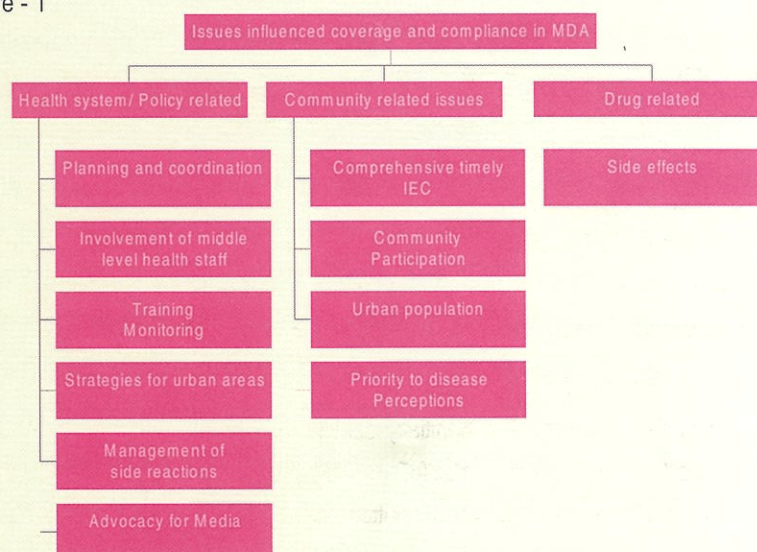 e - 1
Issues influenced coverage and compliance in MDA
Health system/ Policy related
Community related issues
Drug related
Planning and coordination
Involvement of middle
level health staff
Training
Monitoring
Strategies for urban areas
Management of
side reactions
Advocacy for Media
Comprehensive timely
IEC
Community
Participation
Urban population
Priority to disease
Perceptions
Side effects